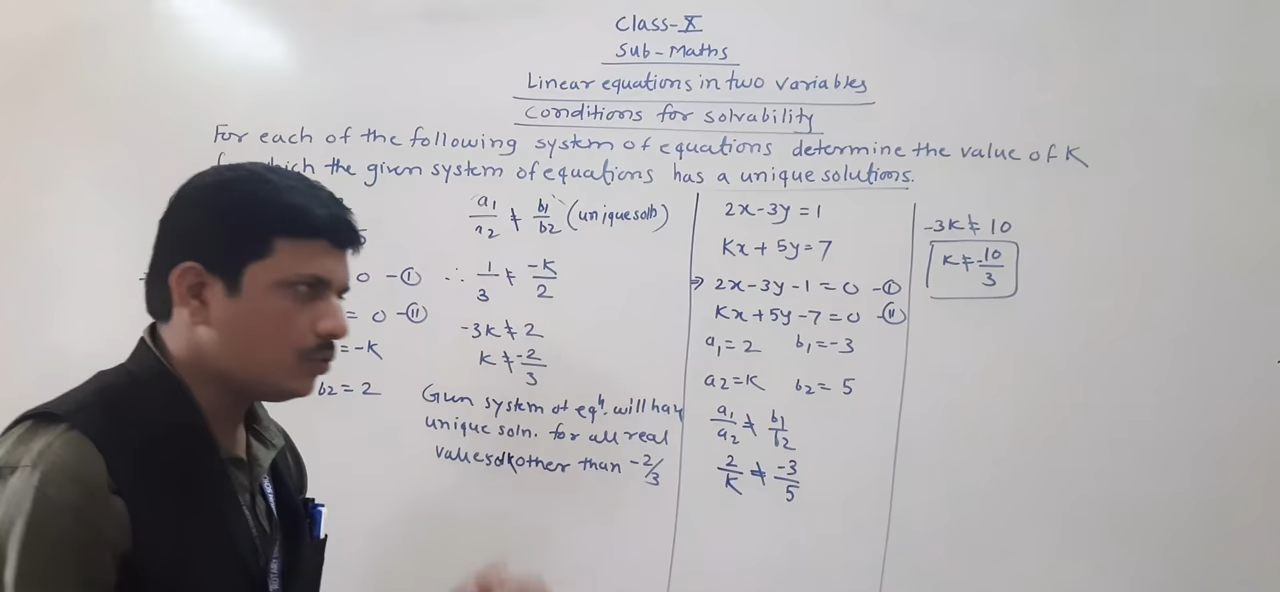 Class-X
Sub-Maths
Linear equations in two variables
Conditions for solvability
For each of the following system of equations determine the value of K
which the given system of equations has a unique solutions.
5
0 -(I)
= 0 -(II)
= -K
b2 = 2
a1/a2 ≠ b1/b2 (unique soln)
∴ 1/3 ≠ -K/2
-3K ≠ 2
K ≠ -2/3
Given system of eqn. will have
unique soln. for all real
values of K other than -2/3
2x-3y=1
Kx+5y=7
⇒ 2x-3y-1=0 -(I)
Kx+5y-7=0 -(II)
a1=2 b1=-3
a2=K b2=5
a1/a2 ≠ b1/b2
2/K ≠ -3/5
-3K ≠ 10
K ≠ -10/3
ROTARY